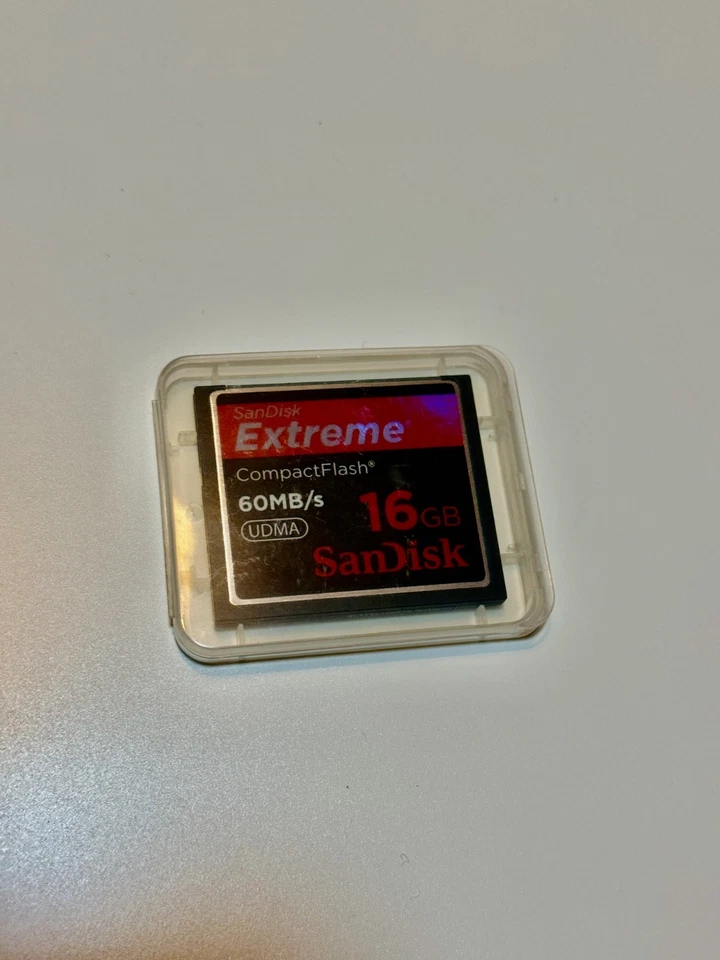 SanDisk
Extreme
CompactFlash®
60MB/s
16GB
UDMA
SanDisk